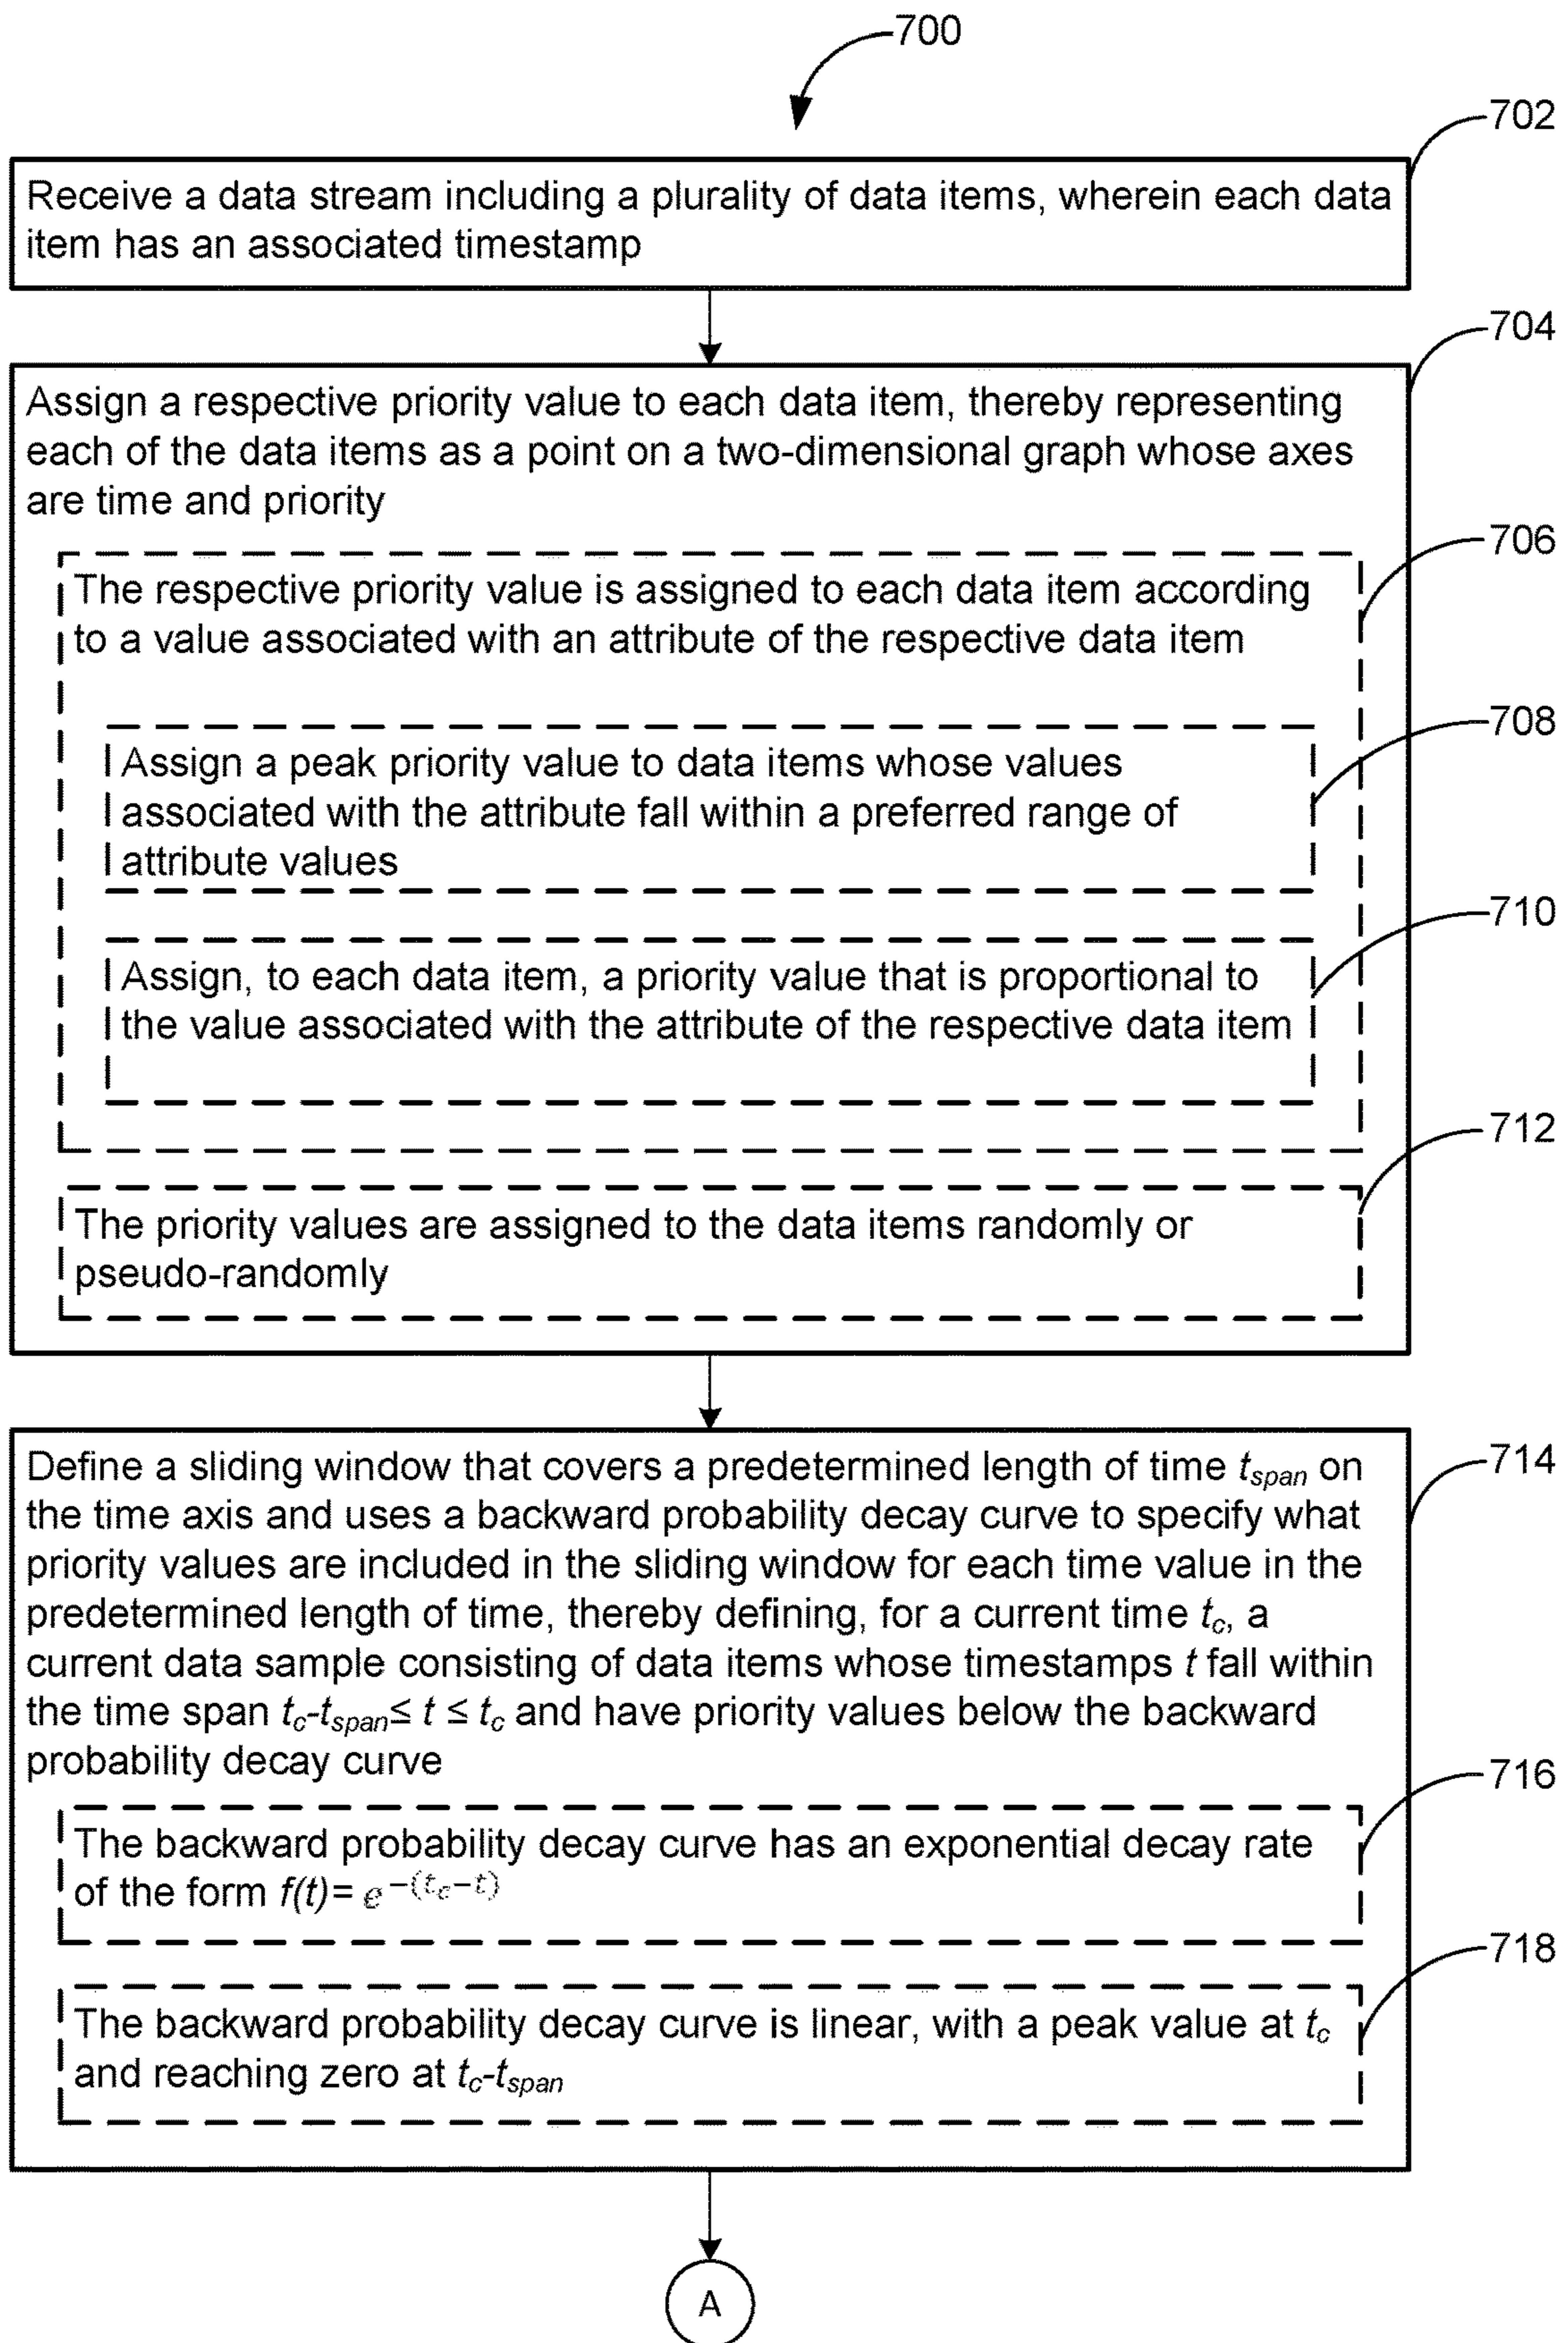 700
702
Receive a data stream including a plurality of data items, wherein each data
item has an associated timestamp
704
Assign a respective priority value to each data item, thereby representing
each of the data items as a point on a two-dimensional graph whose axes
are time and priority
706
The respective priority value is assigned to each data item according
to a value associated with an attribute of the respective data item
708
Assign a peak priority value to data items whose values
associated with the attribute fall within a preferred range of
attribute values
710
Assign, to each data item, a priority value that is proportional to
the value associated with the attribute of the respective data item
712
The priority values are assigned to the data items randomly or
pseudo-randomly
714
Define a sliding window that covers a predetermined length of time t_span on
the time axis and uses a backward probability decay curve to specify what
priority values are included in the sliding window for each time value in the
predetermined length of time, thereby defining, for a current time t_c, a
current data sample consisting of data items whose timestamps t fall within
the time span t_c-t_span≤ t ≤ t_c and have priority values below the backward
probability decay curve
716
The backward probability decay curve has an exponential decay rate
of the form f(t)= e^-(t_c-t)
718
The backward probability decay curve is linear, with a peak value at t_c
and reaching zero at t_c-t_span
A